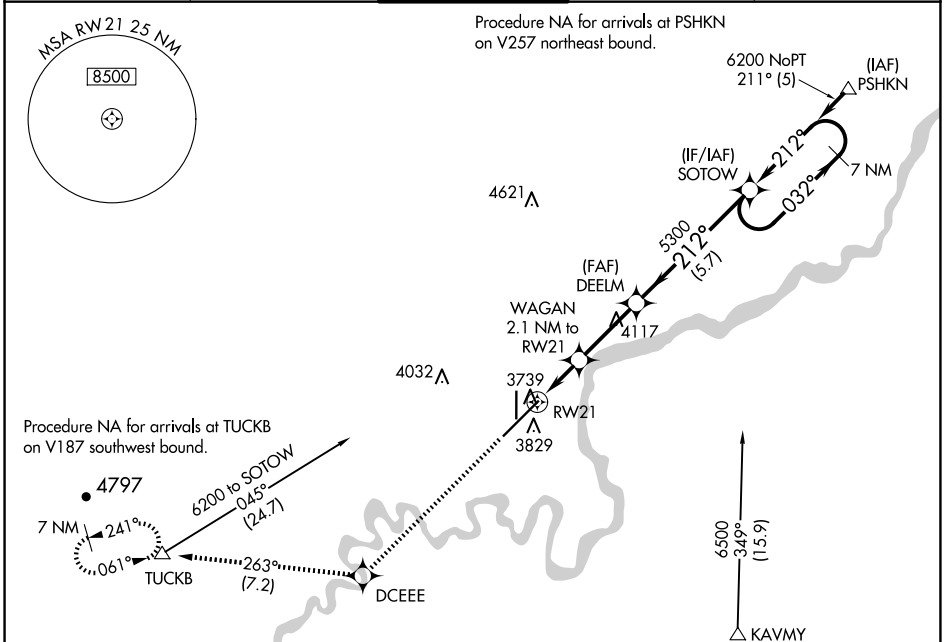 MSA RW 21 25 NM
8500
Procedure NA for arrivals at PSHKN
on V257 northeast bound.
6200 NoPT
211° (5)
(IAF)
PSHKN
212°
7 NM
032°
(IF/IAF)
SOTOW
4621
5300
212°
(5.7)
(FAF)
DEELM
WAGAN
2.1 NM to
RW21
4117
4032
3739
RW21
3829
Procedure NA for arrivals at TUCKB
on V187 southwest bound.
4797
6200 to SOTOW
045°
(24.7)
7 NM
241°
061°
TUCKB
263°
(7.2)
DCEEE
6500
349°
(15.9)
KAVMY